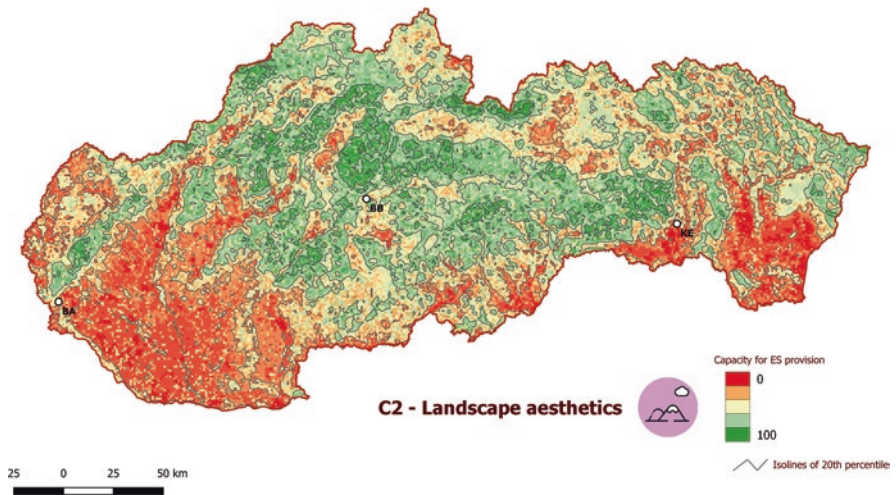 BB
KE
BA
Capacity for ES provision
0
100
C2 - Landscape aesthetics
Isolines of 20th percentiles
25 0 25 50 km